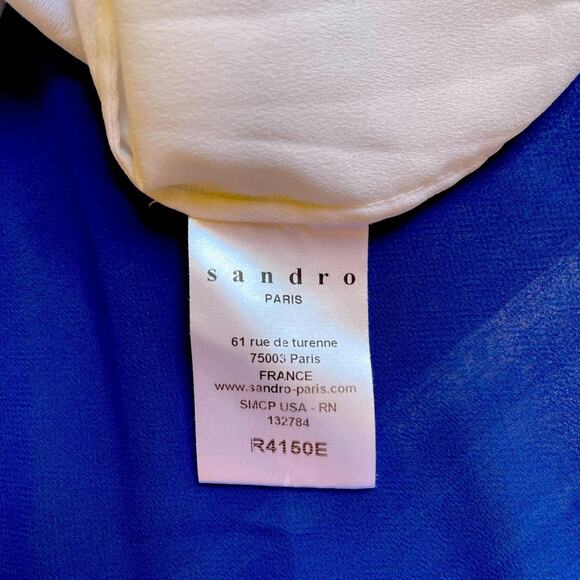 sandro
PARIS
61 rue de turenne
75003 Paris
FRANCE
www.sandro-paris.com
SMCP USA - RN
132784
R4150E